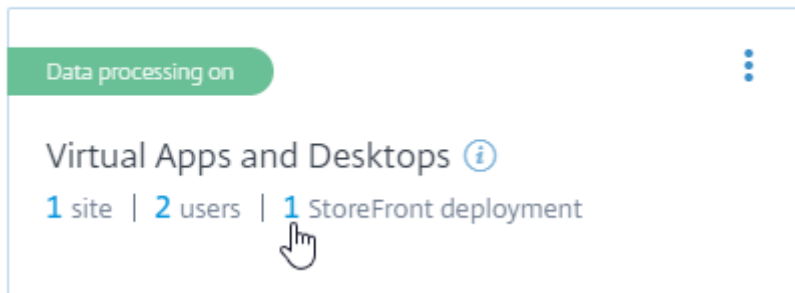 Data processing on
Virtual Apps and Desktops i
1 site | 2 users | 1 StoreFront deployment